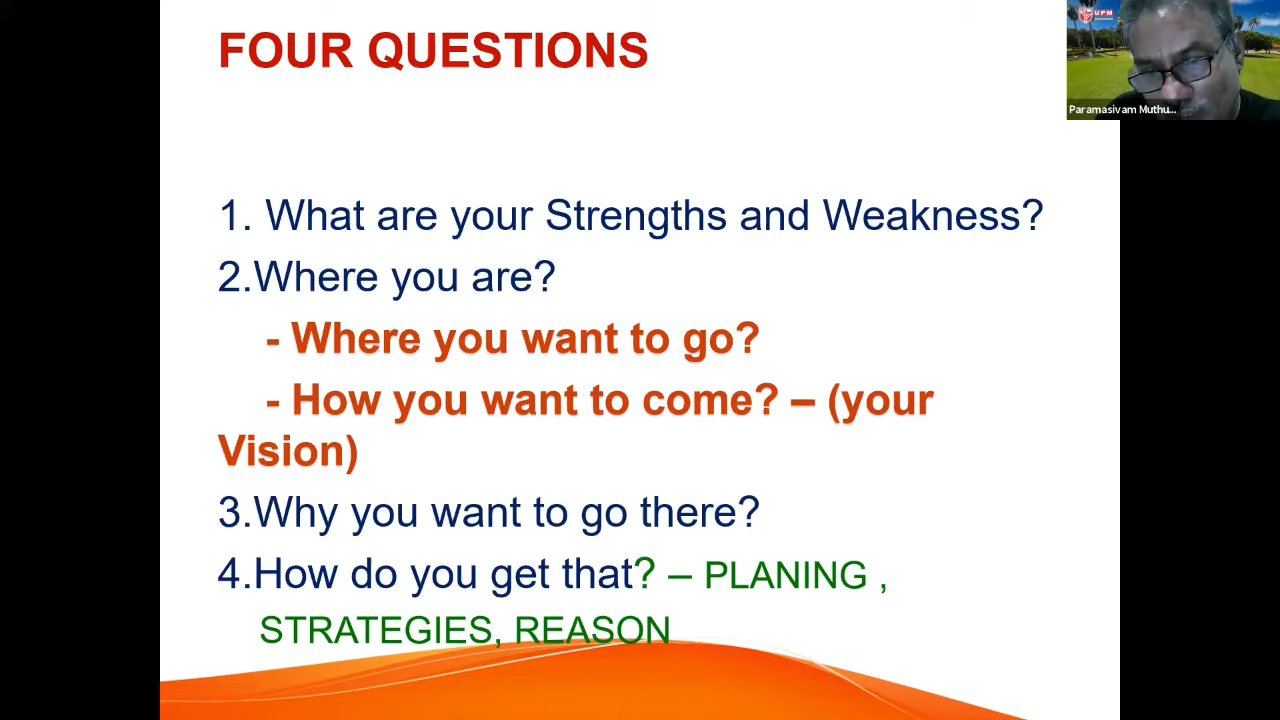 FOUR QUESTIONS
UPM
Paramasivam Muthu...
1. What are your Strengths and Weakness?
2.Where you are?
- Where you want to go?
- How you want to come? – (your
Vision)
3.Why you want to go there?
4.How do you get that? – PLANING ,
STRATEGIES, REASON